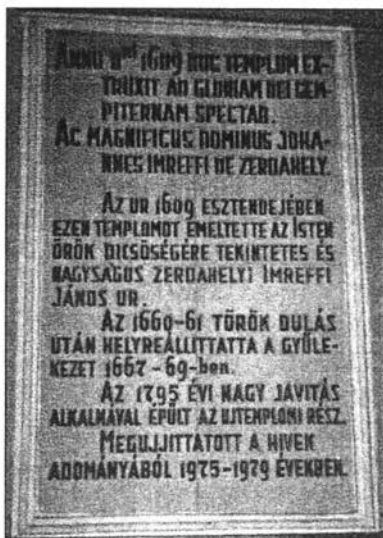 ANNO DNI 1609 HOC TEMPLUM EX-
TRUXIT AD GLORIAM DEI SEM-
PITERNAM SPECTAB.
AC MAGNIFICUS DOMINUS JOHA-
NNES IMREFFI DE ZERDAHELY.
AZ UR 1609 ESZTENDEJÉBEN
EZEN TEMPLOMOT EMELTETTE AZ ISTEN
ÖRÖK DICSŐSÉGÉRE TEKINTETES ÉS
NAGYSÁGOS ZERDAHELYI IMREFFI
JÁNOS UR.
AZ 1660-61 TÖRÖK DULÁS
UTÁN HELYREÁLLITTATTA A GYÜLE-
KEZET 1667-69-ben.
AZ 1795 ÉVI NAGY JAVITÁS
ALKALMÁVAL ÉPÜLT AZ UJTEMPLOMI RÉSZ.
MEGUJJITTATOTT A HIVEK
ADOMÁNYÁBÓL 1975-1979 ÉVEKBEN.